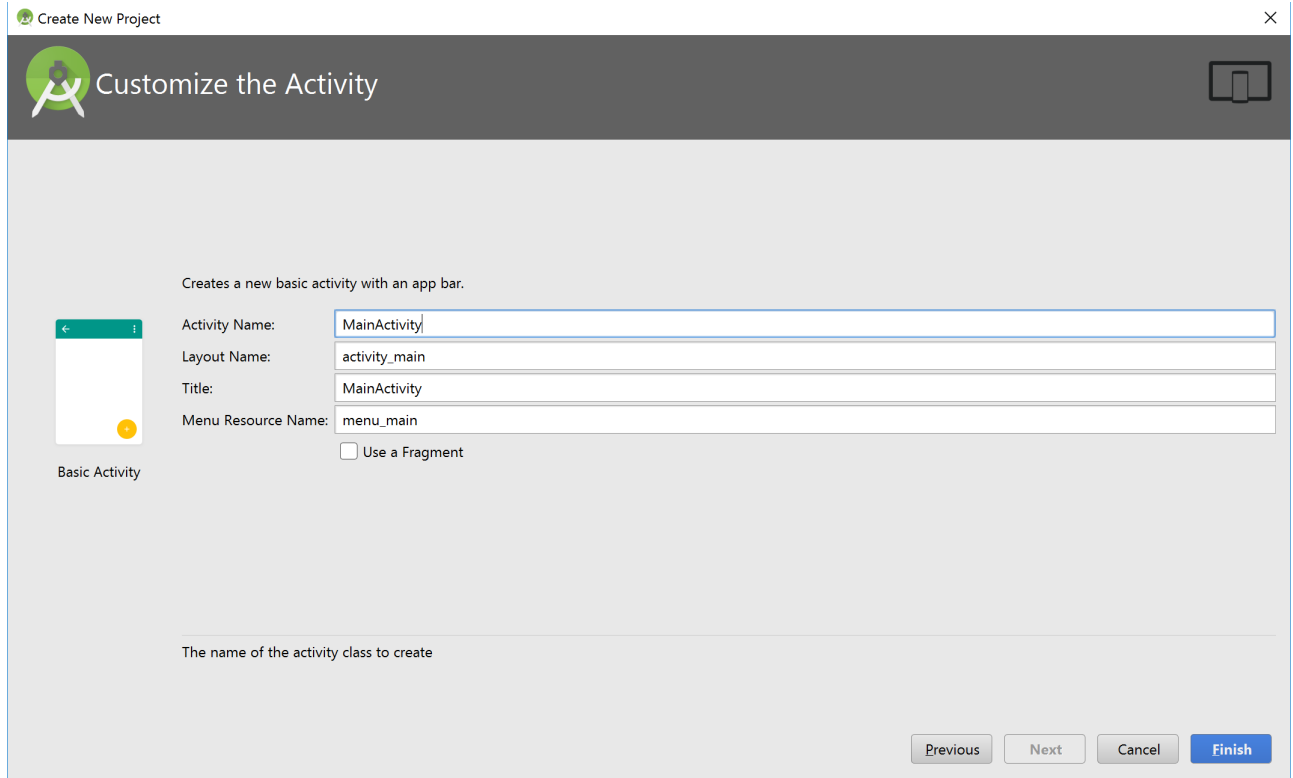 Create New Project
Customize the Activity
Creates a new basic activity with an app bar.
Activity Name: MainActivity
Layout Name: activity_main
Title: MainActivity
Menu Resource Name: menu_main
Use a Fragment
Basic Activity
The name of the activity class to create
Previous Next Cancel Finish